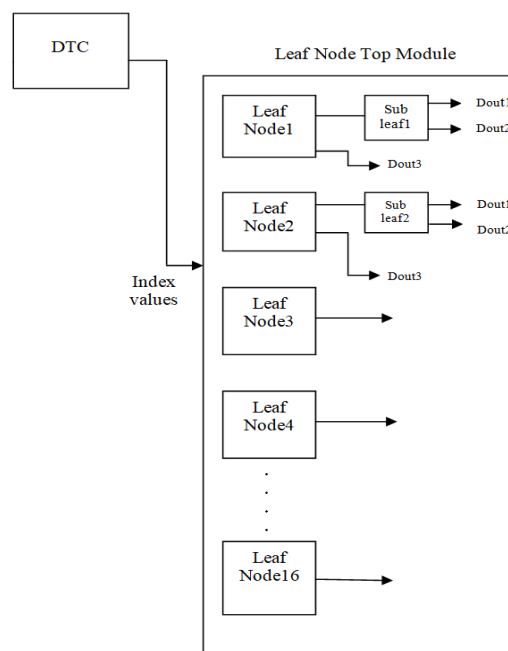 DTC
Leaf Node Top Module
Leaf
Node1
Sub
leaf1
Dout1
Dout2
Dout3
Leaf
Node2
Sub
leaf2
Dout1
Dout2
Dout3
Index
values
Leaf
Node3
Leaf
Node4
Leaf
Node16